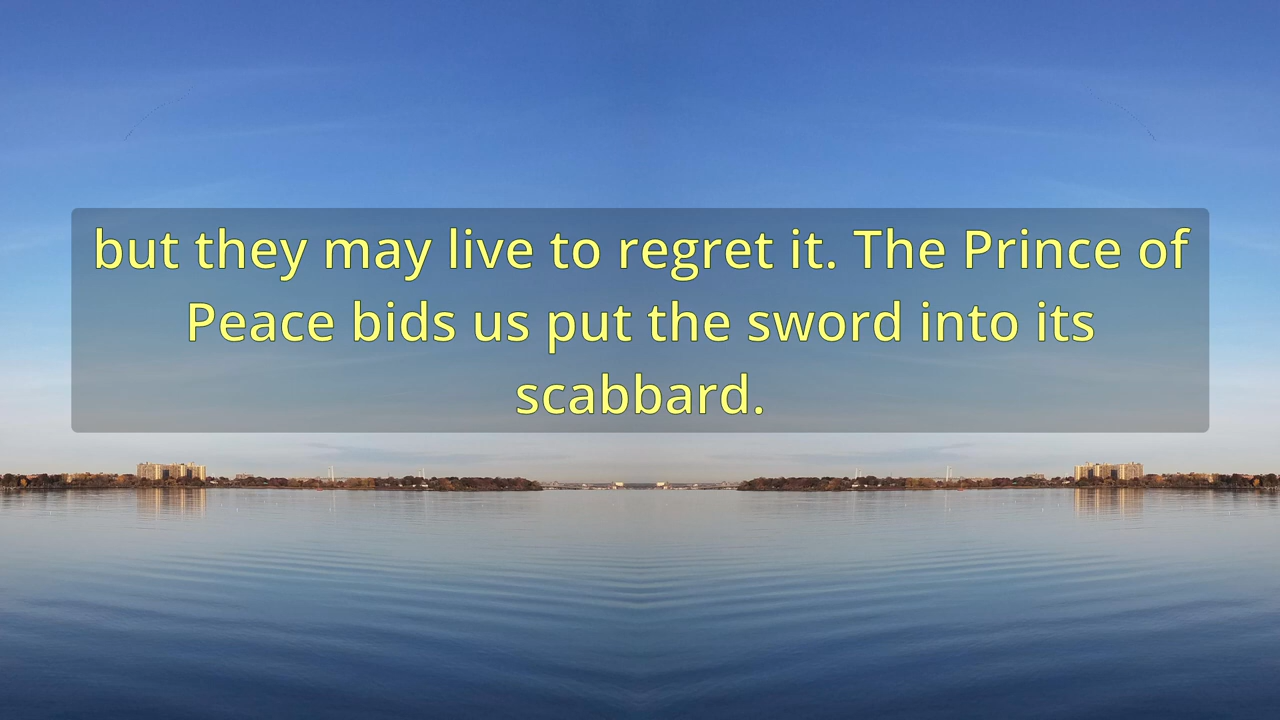 but they may live to regret it. The Prince of
Peace bids us put the sword into its
scabbard.